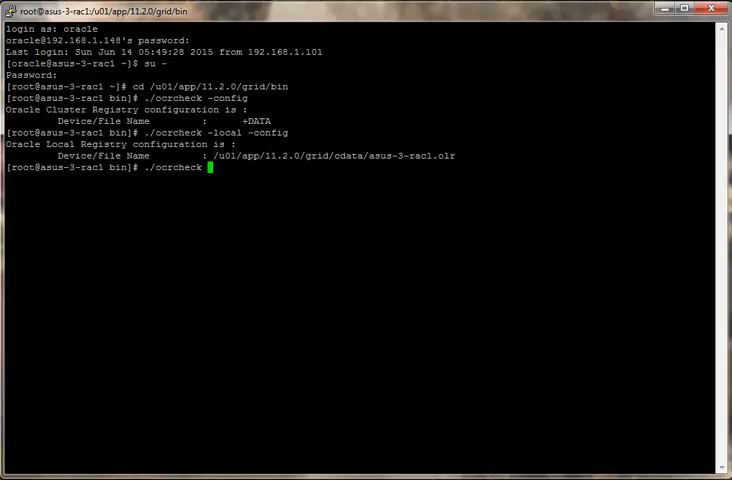 root@asus-3-rac1:/u01/app/11.2.0/grid/bin
login as: oracle
oracle@192.168.1.148's password:
Last login: Sun Jun 14 05:49:28 2015 from 192.168.1.101
[oracle@asus-3-rac1 ~]$ su -
Password:
[root@asus-3-rac1 ~]# cd /u01/app/11.2.0/grid/bin
[root@asus-3-rac1 bin]# ./ocrcheck -config
Oracle Cluster Registry configuration is :
Device/File Name : +DATA
[root@asus-3-rac1 bin]# ./ocrcheck -local -config
Oracle Local Registry configuration is :
Device/File Name : /u01/app/11.2.0/grid/cdata/asus-3-rac1.olr
[root@asus-3-rac1 bin]# ./ocrcheck